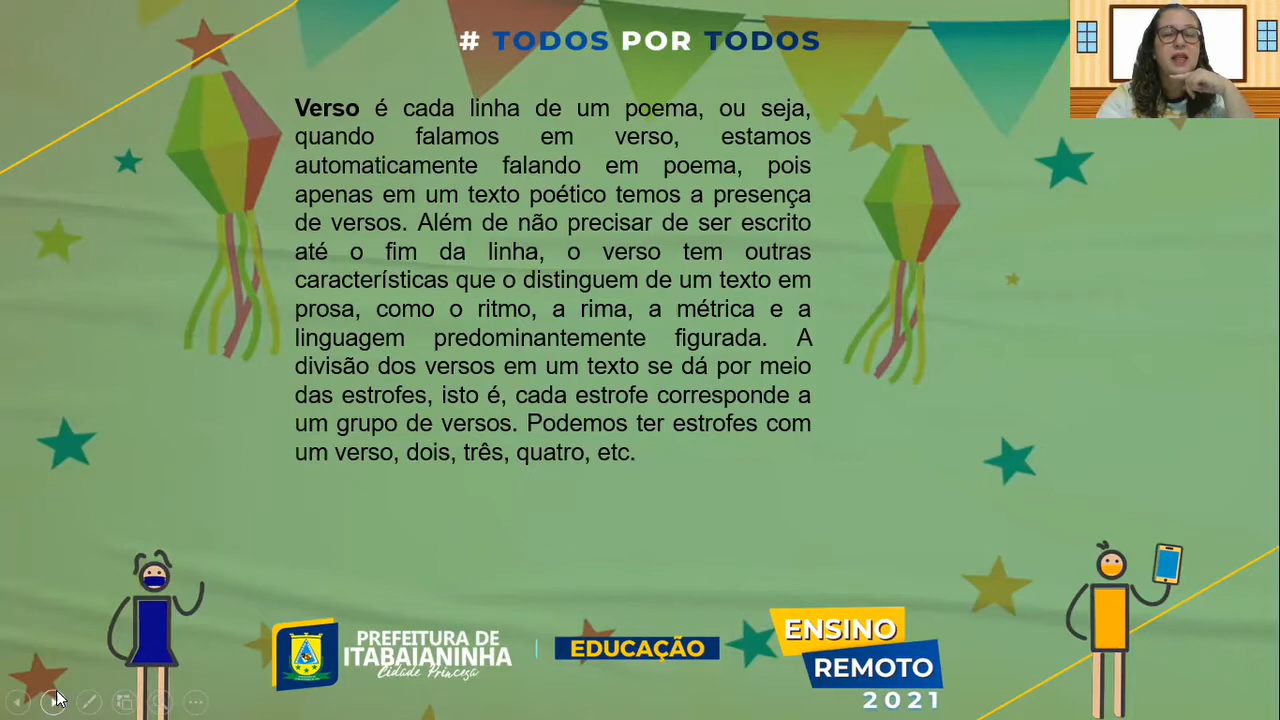 # TODOS POR TODOS
Verso é cada linha de um poema, ou seja,
quando falamos em verso, estamos
automaticamente falando em poema, pois
apenas em um texto poético temos a presença
de versos. Além de não precisar de ser escrito
até o fim da linha, o verso tem outras
características que o distinguem de um texto em
prosa, como o ritmo, a rima, a métrica e a
linguagem predominantemente figurada. A
divisão dos versos em um texto se dá por meio
das estrofes, isto é, cada estrofe corresponde a
um grupo de versos. Podemos ter estrofes com
um verso, dois, três, quatro, etc.
PREFEITURA DE
ITABAIANINHA
Cidade Princesa
EDUCAÇÃO
ENSINO
REMOTO
2021